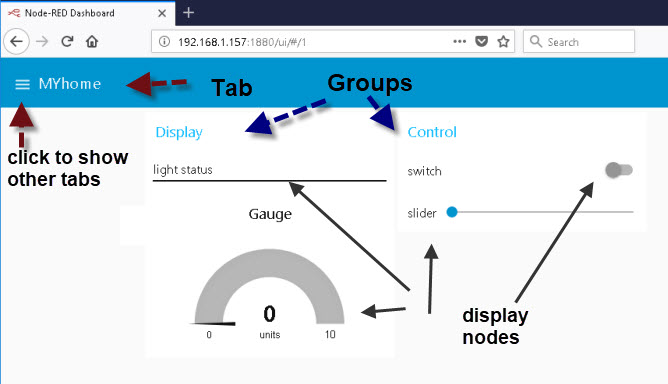 Node-RED Dashboard
192.168.1.157:1880/ui/#/1
Search
MYhome
Tab
Groups
click to show
other tabs
Display
Control
light status
switch
slider
Gauge
0
0
units
10
display
nodes